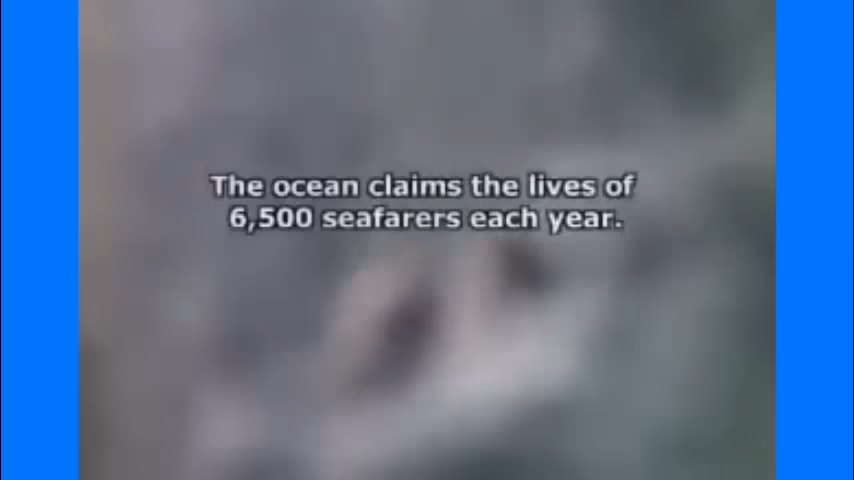 The ocean claims the lives of
6,500 seafarers each year.